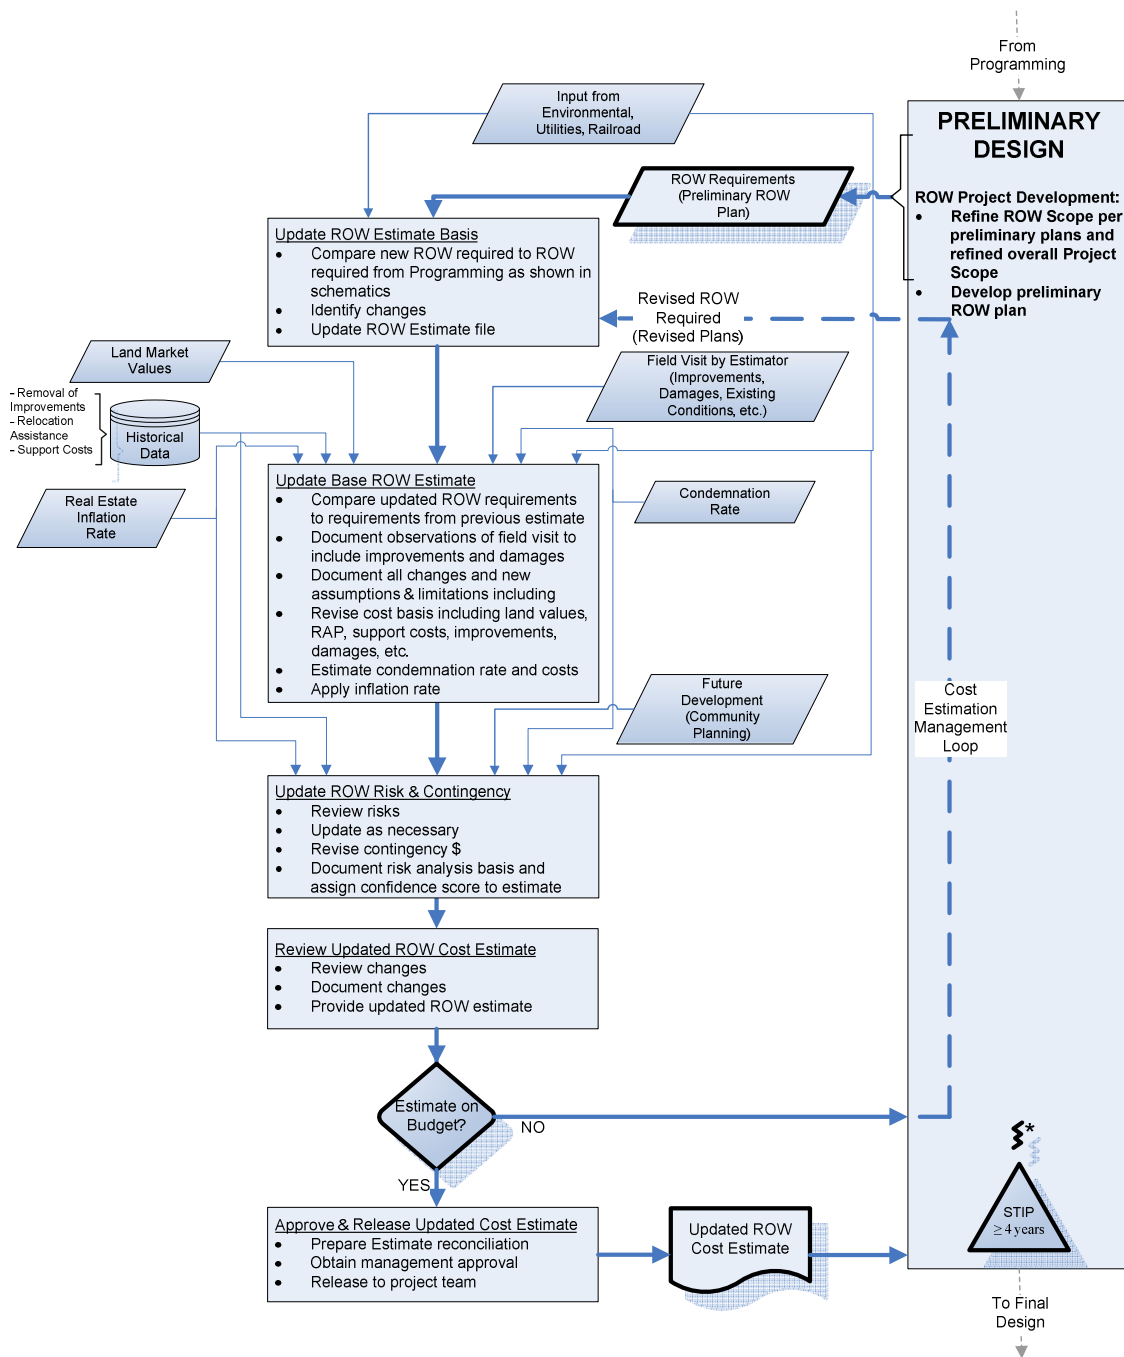 From
Programming
Input from
Environmental,
Utilities, Railroad
PRELIMINARY
DESIGN
ROW Project Development:
• Refine ROW Scope per
preliminary plans and
refined overall Project
Scope
• Develop preliminary
ROW plan
ROW Requirements
(Preliminary ROW
Plan)
Update ROW Estimate Basis
• Compare new ROW required to ROW
required from Programming as shown in
schematics
• Identify changes
• Update ROW Estimate file
Revised ROW
Required
(Revised Plans)
Land Market
Values
Field Visit by Estimator
(Improvements,
Damages, Existing
Conditions, etc.)
- Removal of
Improvements
- Relocation
Assistance
- Support Costs
Historical
Data
Real Estate
Inflation
Rate
Update Base ROW Estimate
• Compare updated ROW requirements
to requirements from previous estimate
• Document observations of field visit to
include improvements and damages
• Document all changes and new
assumptions & limitations including
• Revise cost basis including land values,
RAP, support costs, improvements,
damages, etc.
• Estimate condemnation rate and costs
• Apply inflation rate
Condemnation
Rate
Future
Development
(Community
Planning)
Cost
Estimation
Management
Loop
Update ROW Risk & Contingency
• Review risks
• Update as necessary
• Revise contingency $
• Document risk analysis basis and
assign confidence score to estimate
Review Updated ROW Cost Estimate
• Review changes
• Document changes
• Provide updated ROW estimate
Estimate on
Budget?
NO
YES
*
STIP
≥ 4 years
Approve & Release Updated Cost Estimate
• Prepare Estimate reconciliation
• Obtain management approval
• Release to project team
Updated ROW
Cost Estimate
To Final
Design